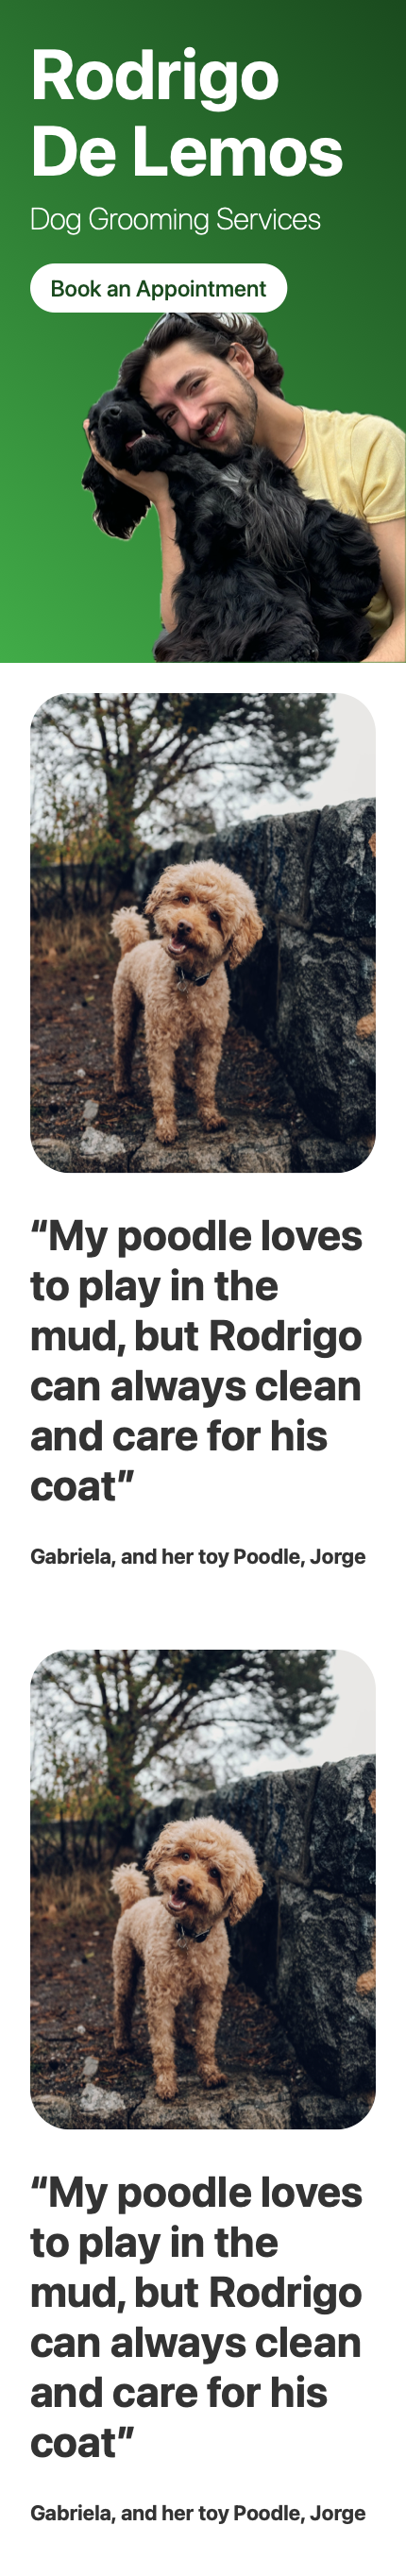 Rodrigo
De Lemos
Dog Grooming Services
Book an Appointment
“My poodle loves
to play in the
mud, but Rodrigo
can always clean
and care for his
coat”
Gabriela, and her toy Poodle, Jorge
“My poodle loves
to play in the
mud, but Rodrigo
can always clean
and care for his
coat”
Gabriela, and her toy Poodle, Jorge